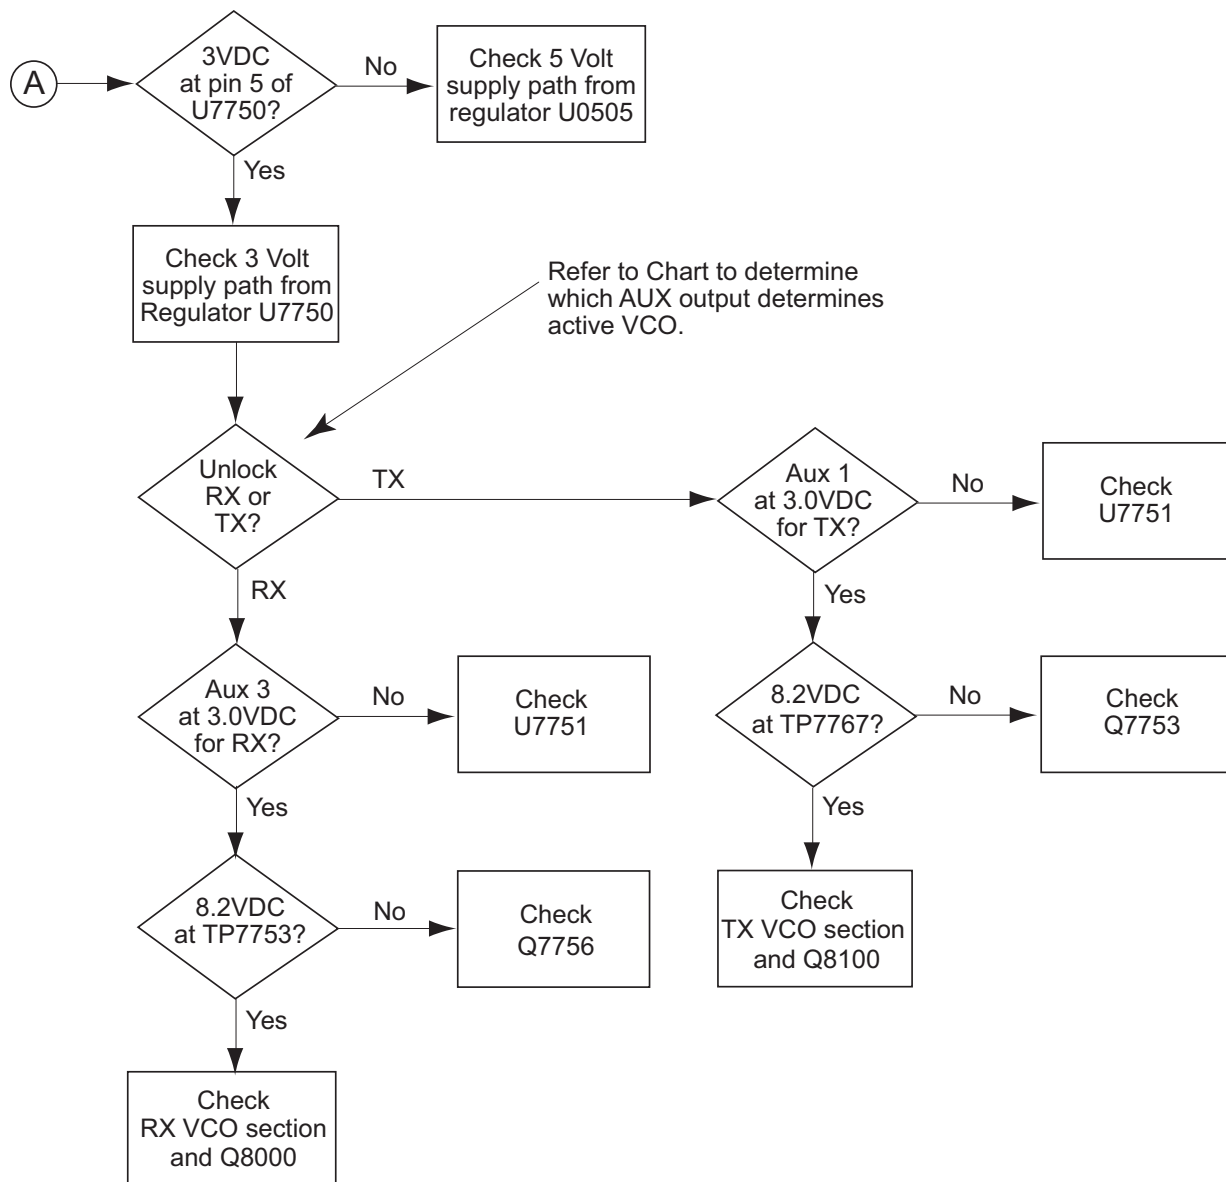 A
3VDC
at pin 5 of
U7750?
No
Check 5 Volt
supply path from
regulator U0505
Yes
Check 3 Volt
supply path from
Regulator U7750
Refer to Chart to determine
which AUX output determines
active VCO.
Unlock
RX or
TX?
TX
Aux 1
at 3.0VDC
for TX?
No
Check
U7751
RX
Yes
Aux 3
at 3.0VDC
for RX?
No
Check
U7751
8.2VDC
at TP7767?
No
Check
Q7753
Yes
Yes
8.2VDC
at TP7753?
No
Check
Q7756
Check
TX VCO section
and Q8100
Yes
Check
RX VCO section
and Q8000